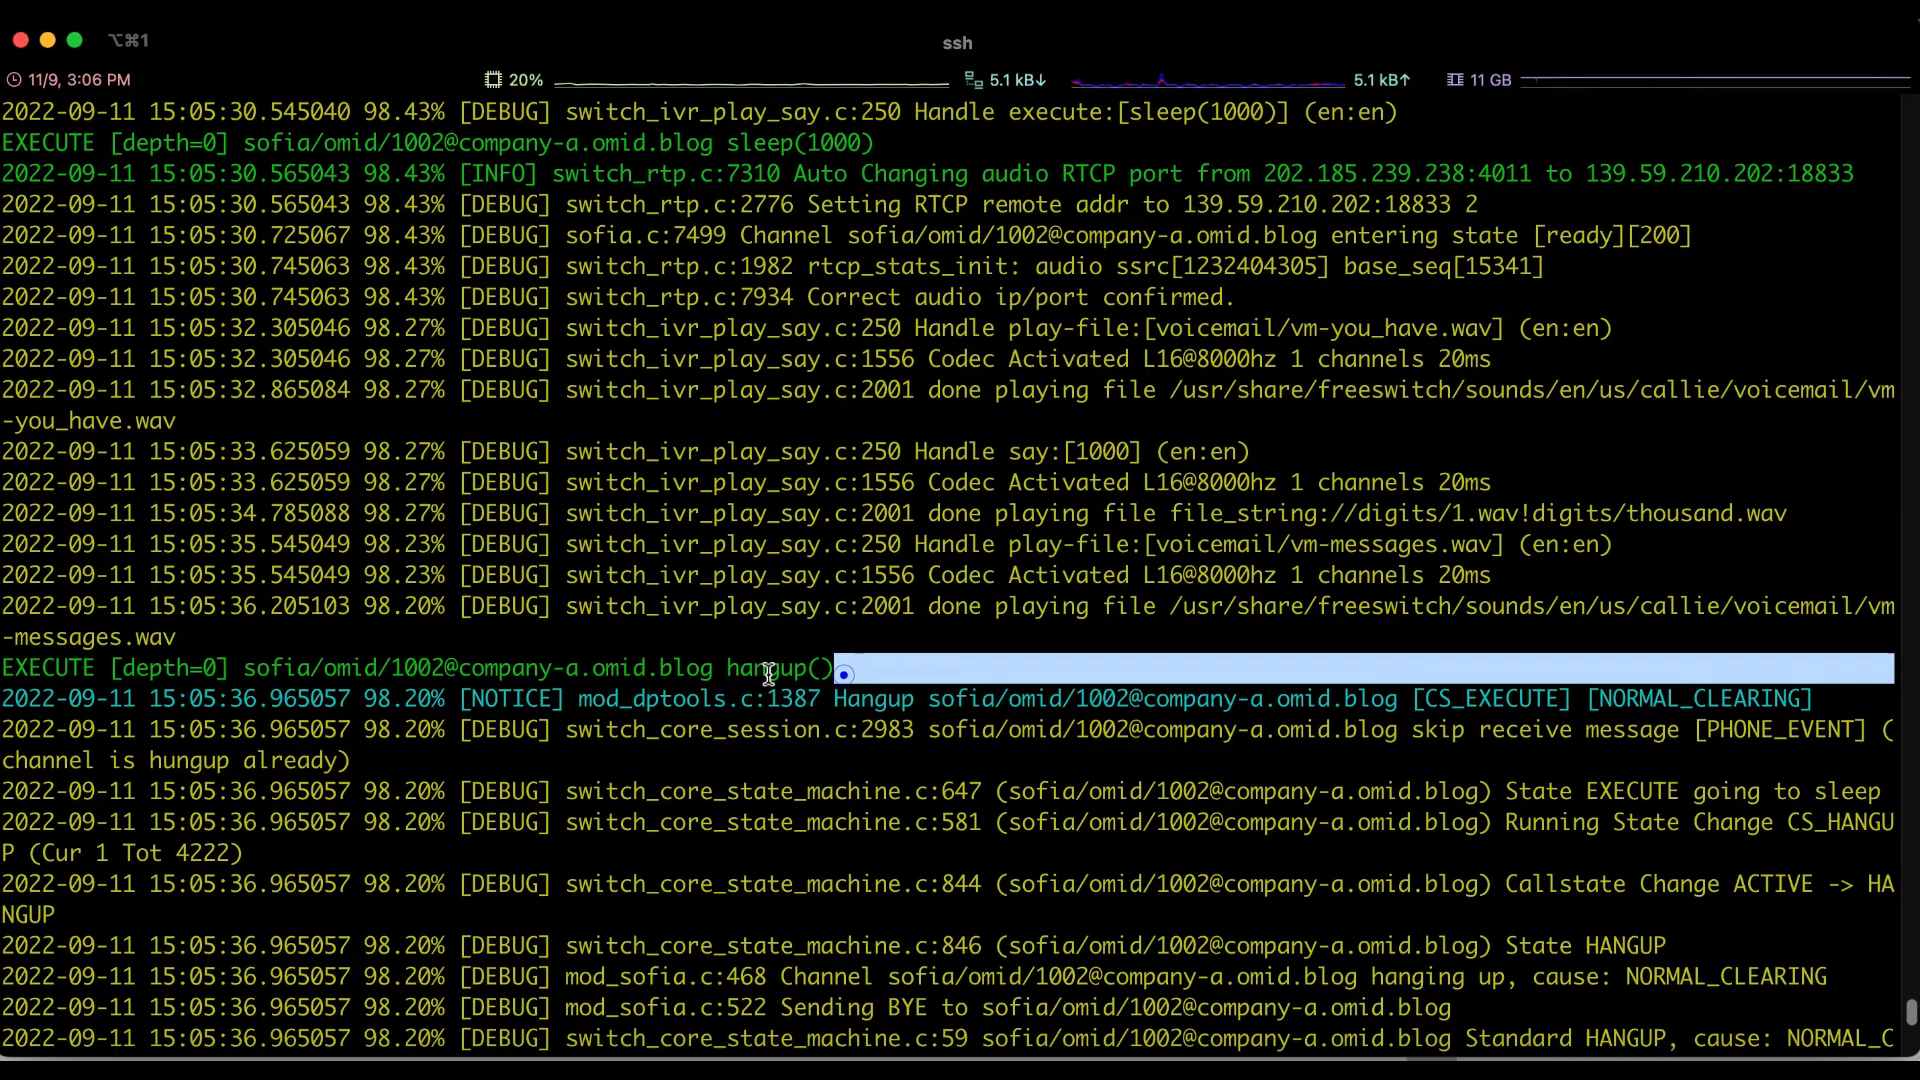 ⌥⌘1
ssh
11/9, 3:06 PM 20% 5.1 kB↓ 5.1 kB↑ 11 GB
2022-09-11 15:05:30.545040 98.43% [DEBUG] switch_ivr_play_say.c:250 Handle execute:[sleep(1000)] (en:en)
EXECUTE [depth=0] sofia/omid/1002@company-a.omid.blog sleep(1000)
2022-09-11 15:05:30.565043 98.43% [INFO] switch_rtp.c:7310 Auto Changing audio RTCP port from 202.185.239.238:4011 to 139.59.210.202:18833
2022-09-11 15:05:30.565043 98.43% [DEBUG] switch_rtp.c:2776 Setting RTCP remote addr to 139.59.210.202:18833 2
2022-09-11 15:05:30.725067 98.43% [DEBUG] sofia.c:7499 Channel sofia/omid/1002@company-a.omid.blog entering state [ready][200]
2022-09-11 15:05:30.745063 98.43% [DEBUG] switch_rtp.c:1982 rtcp_stats_init: audio ssrc[1232404305] base_seq[15341]
2022-09-11 15:05:30.745063 98.43% [DEBUG] switch_rtp.c:7934 Correct audio ip/port confirmed.
2022-09-11 15:05:32.305046 98.27% [DEBUG] switch_ivr_play_say.c:250 Handle play-file:[voicemail/vm-you_have.wav] (en:en)
2022-09-11 15:05:32.305046 98.27% [DEBUG] switch_ivr_play_say.c:1556 Codec Activated L16@8000hz 1 channels 20ms
2022-09-11 15:05:32.865084 98.27% [DEBUG] switch_ivr_play_say.c:2001 done playing file /usr/share/freeswitch/sounds/en/us/callie/voicemail/vm
-you_have.wav
2022-09-11 15:05:33.625059 98.27% [DEBUG] switch_ivr_play_say.c:250 Handle say:[1000] (en:en)
2022-09-11 15:05:33.625059 98.27% [DEBUG] switch_ivr_play_say.c:1556 Codec Activated L16@8000hz 1 channels 20ms
2022-09-11 15:05:34.785088 98.27% [DEBUG] switch_ivr_play_say.c:2001 done playing file file_string://digits/1.wav!digits/thousand.wav
2022-09-11 15:05:35.545049 98.23% [DEBUG] switch_ivr_play_say.c:250 Handle play-file:[voicemail/vm-messages.wav] (en:en)
2022-09-11 15:05:35.545049 98.23% [DEBUG] switch_ivr_play_say.c:1556 Codec Activated L16@8000hz 1 channels 20ms
2022-09-11 15:05:36.205103 98.20% [DEBUG] switch_ivr_play_say.c:2001 done playing file /usr/share/freeswitch/sounds/en/us/callie/voicemail/vm
-messages.wav
EXECUTE [depth=0] sofia/omid/1002@company-a.omid.blog hangup()
2022-09-11 15:05:36.965057 98.20% [NOTICE] mod_dptools.c:1387 Hangup sofia/omid/1002@company-a.omid.blog [CS_EXECUTE] [NORMAL_CLEARING]
2022-09-11 15:05:36.965057 98.20% [DEBUG] switch_core_session.c:2983 sofia/omid/1002@company-a.omid.blog skip receive message [PHONE_EVENT] (
channel is hungup already)
2022-09-11 15:05:36.965057 98.20% [DEBUG] switch_core_state_machine.c:647 (sofia/omid/1002@company-a.omid.blog) State EXECUTE going to sleep
2022-09-11 15:05:36.965057 98.20% [DEBUG] switch_core_state_machine.c:581 (sofia/omid/1002@company-a.omid.blog) Running State Change CS_HANGU
P (Cur 1 Tot 4222)
2022-09-11 15:05:36.965057 98.20% [DEBUG] switch_core_state_machine.c:844 (sofia/omid/1002@company-a.omid.blog) Callstate Change ACTIVE -> HA
NGUP
2022-09-11 15:05:36.965057 98.20% [DEBUG] switch_core_state_machine.c:846 (sofia/omid/1002@company-a.omid.blog) State HANGUP
2022-09-11 15:05:36.965057 98.20% [DEBUG] mod_sofia.c:468 Channel sofia/omid/1002@company-a.omid.blog hanging up, cause: NORMAL_CLEARING
2022-09-11 15:05:36.965057 98.20% [DEBUG] mod_sofia.c:522 Sending BYE to sofia/omid/1002@company-a.omid.blog
2022-09-11 15:05:36.965057 98.20% [DEBUG] switch_core_state_machine.c:59 sofia/omid/1002@company-a.omid.blog Standard HANGUP, cause: NORMAL_C